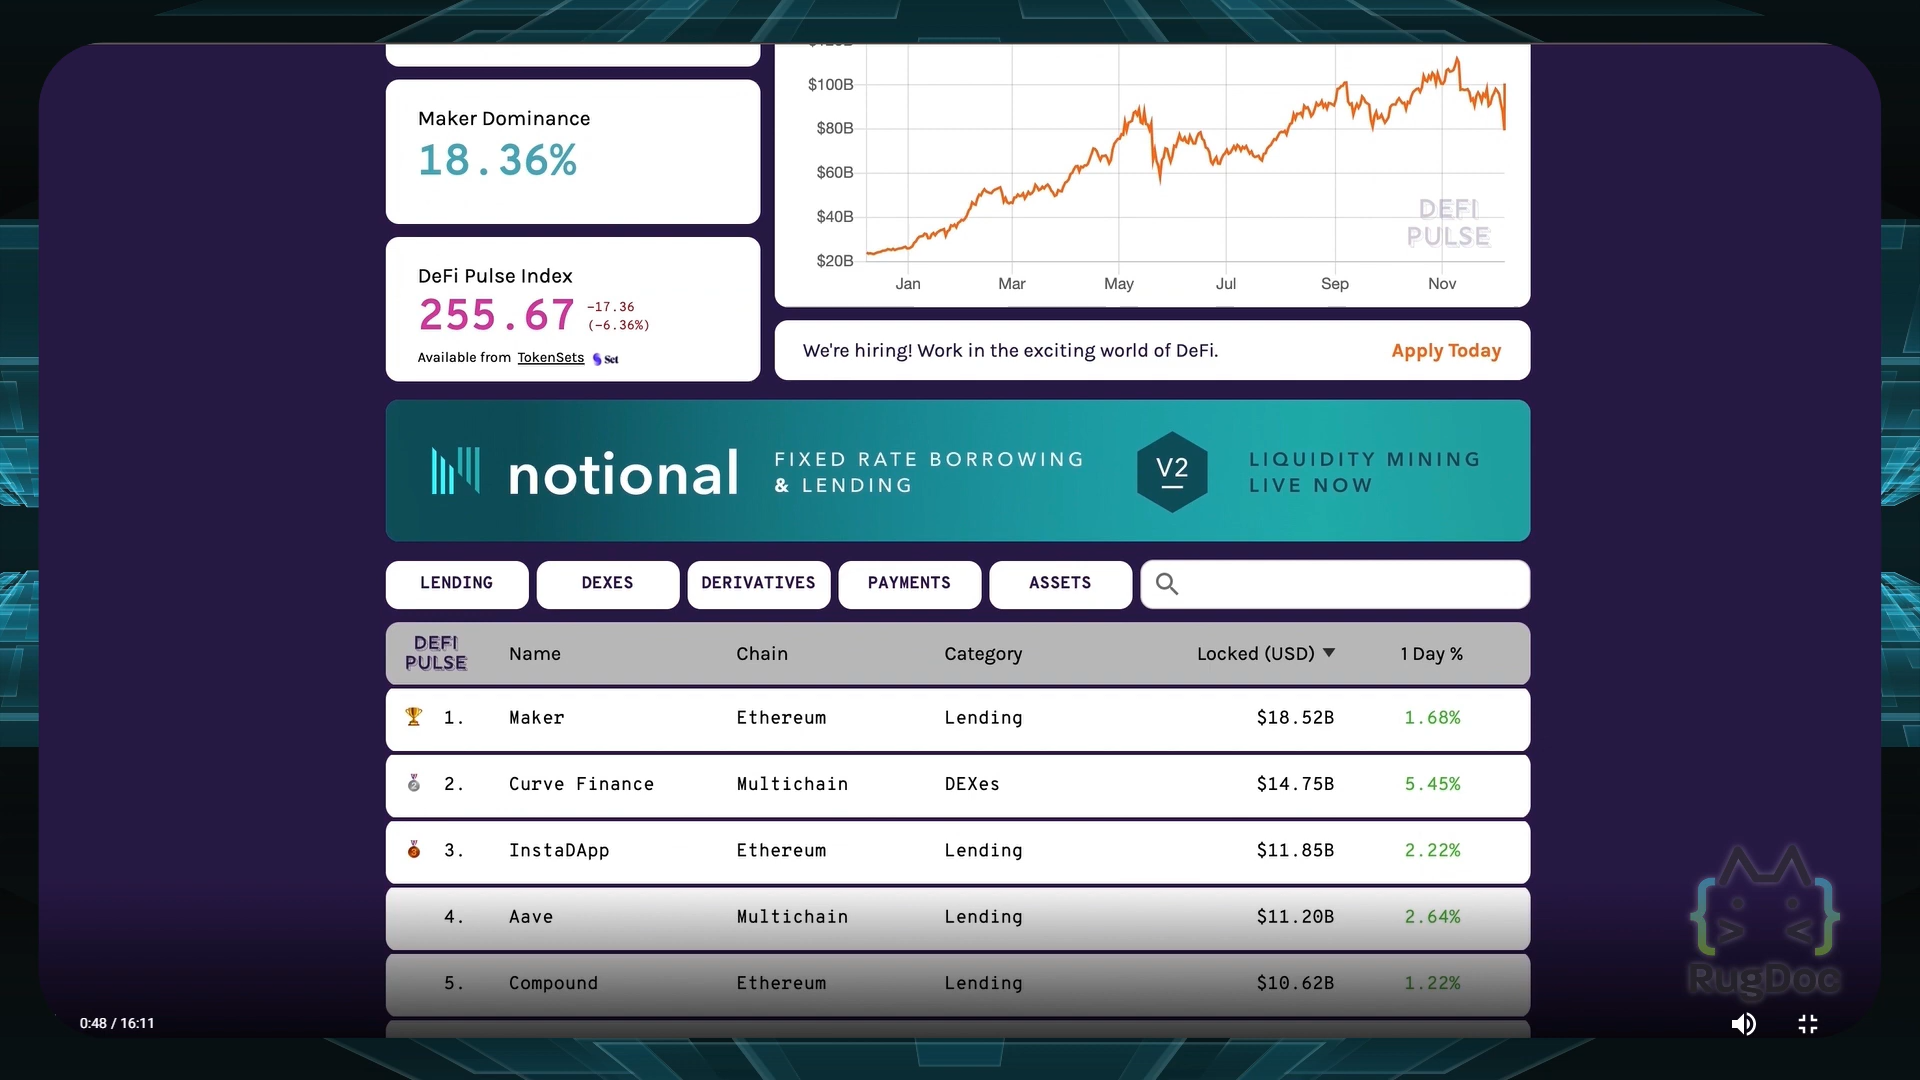 Maker Dominance
18.36%
DeFi Pulse Index
255.67
-17.36
(-6.36%)
Available from TokenSets Set
$100B
$80B
$60B
$40B
$20B
Jan Mar May Jul Sep Nov
DEFI
PULSE
We're hiring! Work in the exciting world of DeFi. Apply Today
notional
FIXED RATE BORROWING
& LENDING
V2
LIQUIDITY MINING
LIVE NOW
LENDING DEXES DERIVATIVES PAYMENTS ASSETS
DEFI
PULSE
Name Chain Category Locked (USD) 1 Day %
1. Maker Ethereum Lending $18.52B 1.68%
2. Curve Finance Multichain DEXes $14.75B 5.45%
3. InstaDApp Ethereum Lending $11.85B 2.22%
4. Aave Multichain Lending $11.20B 2.64%
5. Compound Ethereum Lending $10.62B 1.22%
RugDoc
0:48 / 16:11